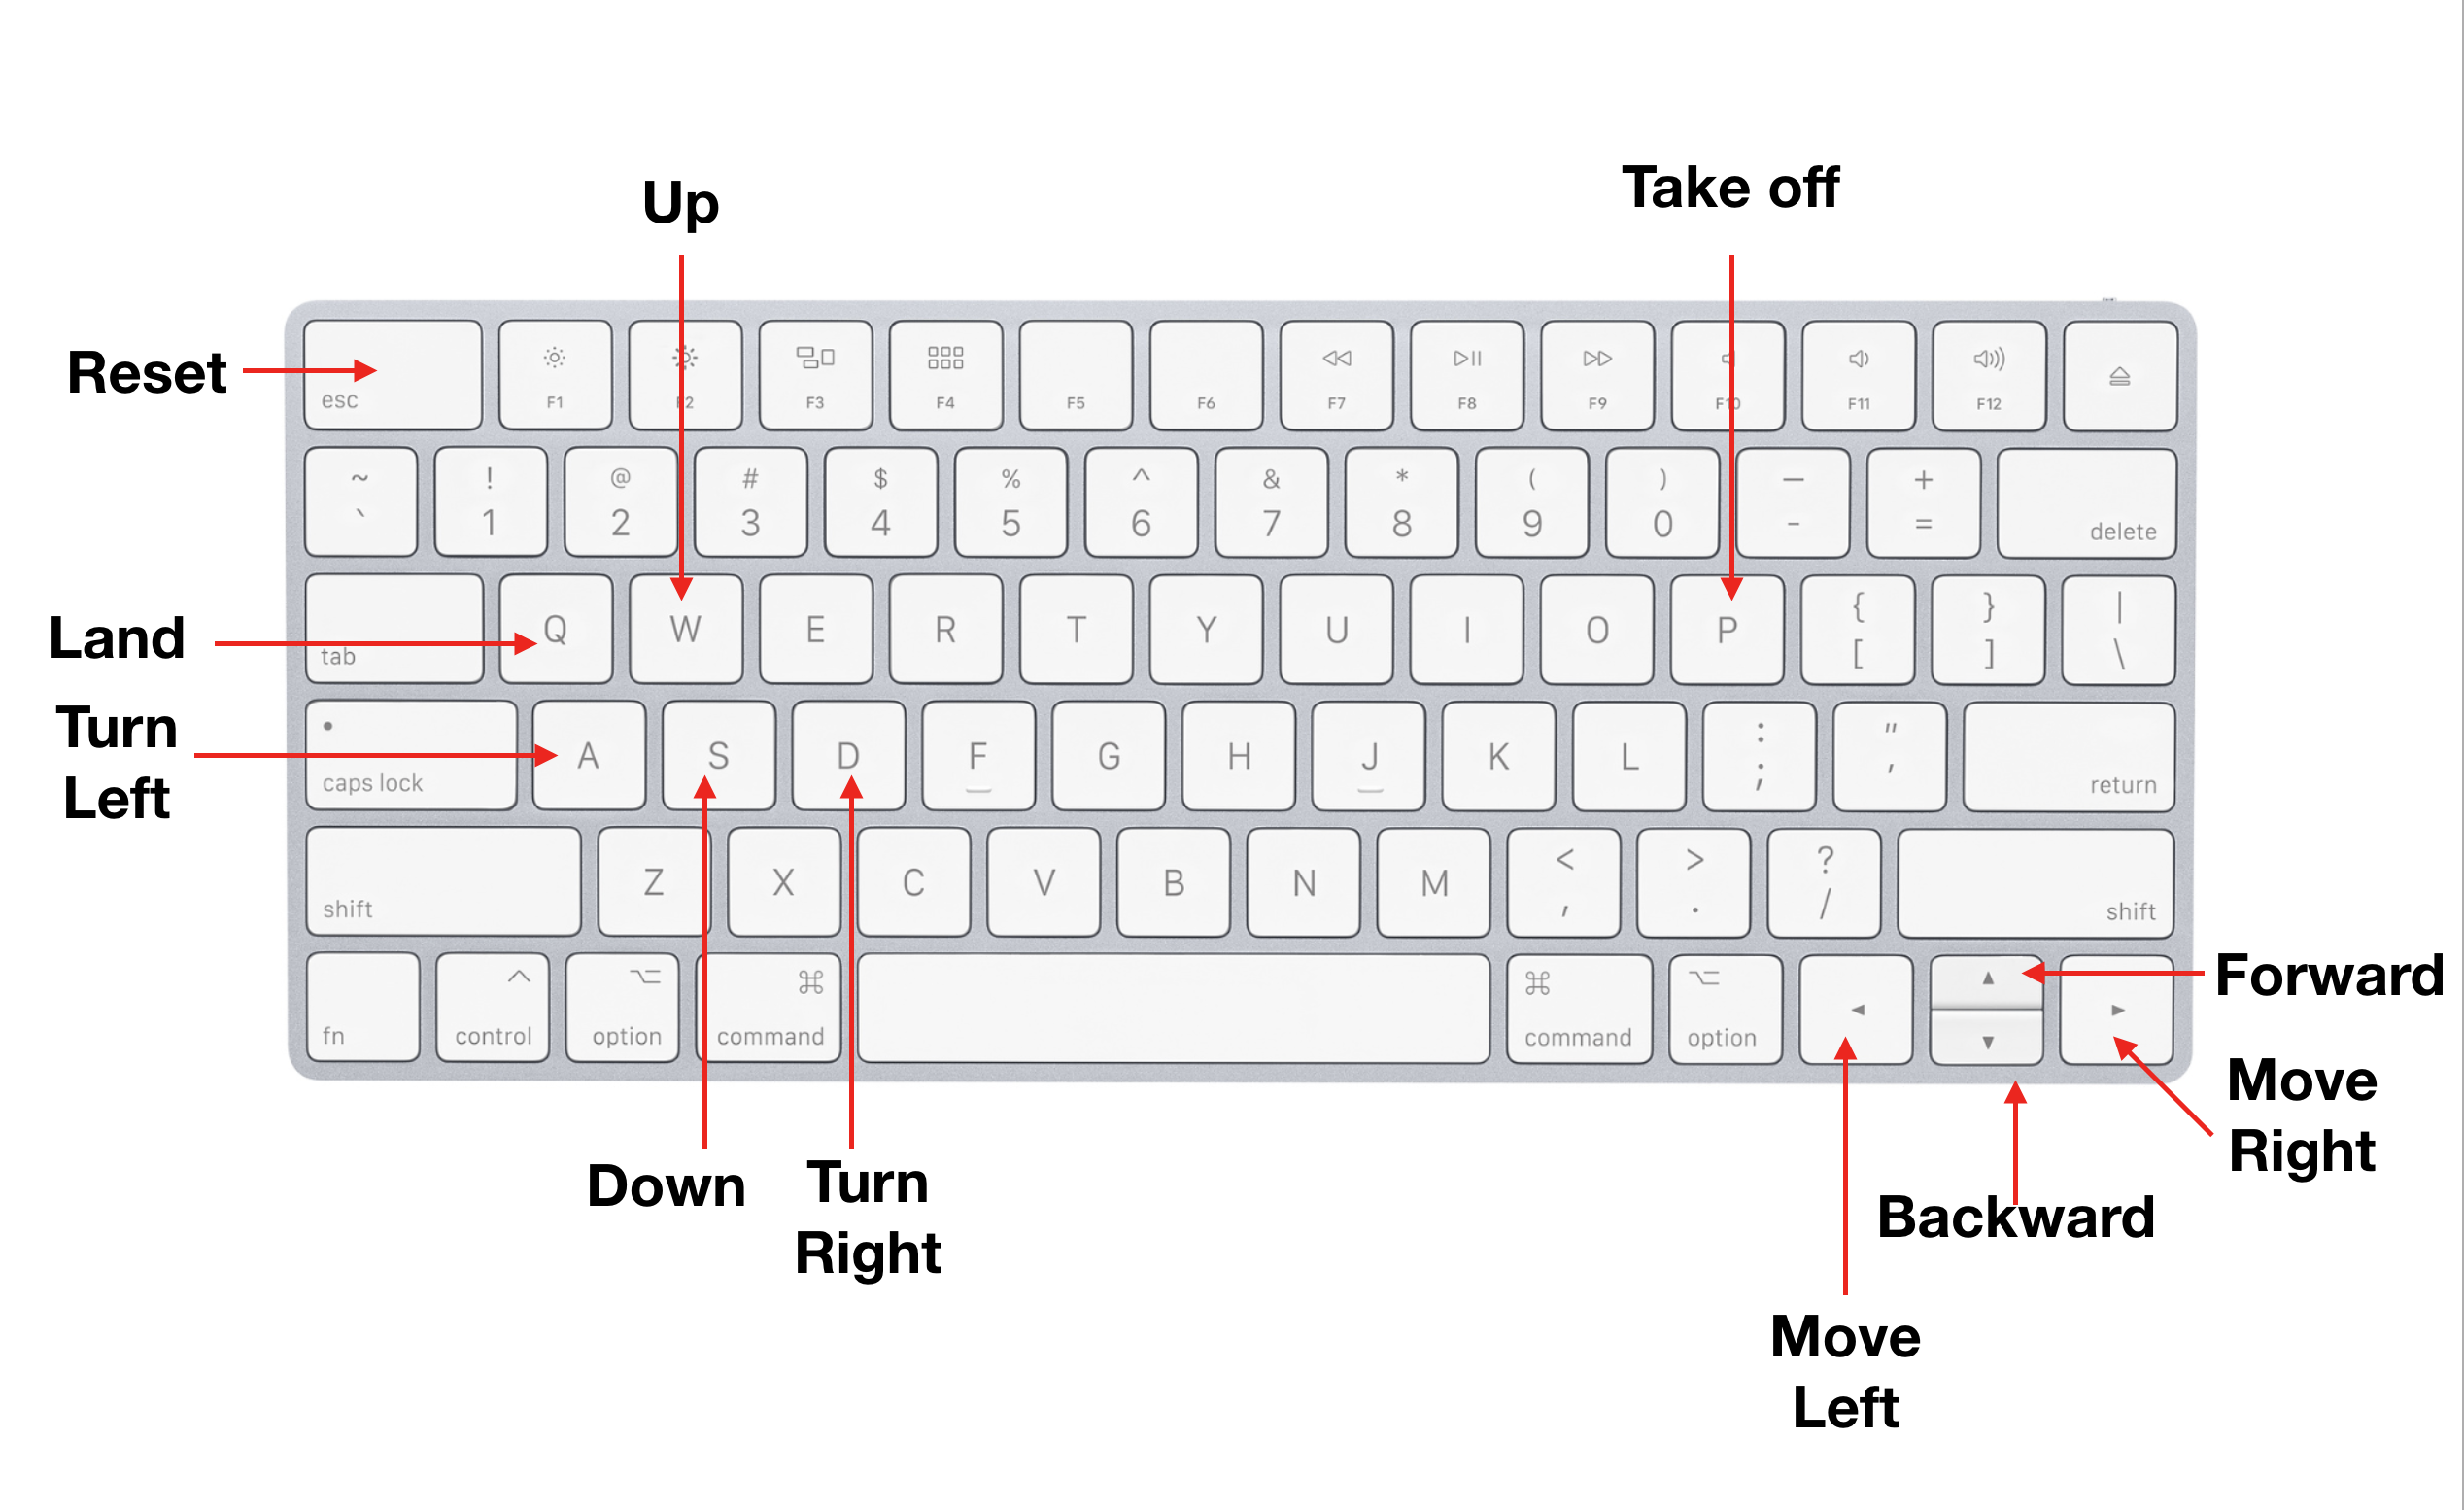 Take off
Up
Reset
esc
F1
F2
F3
F4
F5
F6
F7
F8
F9
F10
F11
F12
~ ! @ # $ % ^ & * ( ) — +
` 1 2 3 4 5 6 7 8 9 0 - =
delete
Land
tab
Q W E R T Y U I O P { } |
[ ] \
Turn
Left
caps lock
A S D F G H J K L : "
; '
return
shift
Z X C V B N M < > ?
, . /
shift
fn
control
option
command
command
option
Forward
Move
Right
Backward
Down
Turn
Right
Move
Left